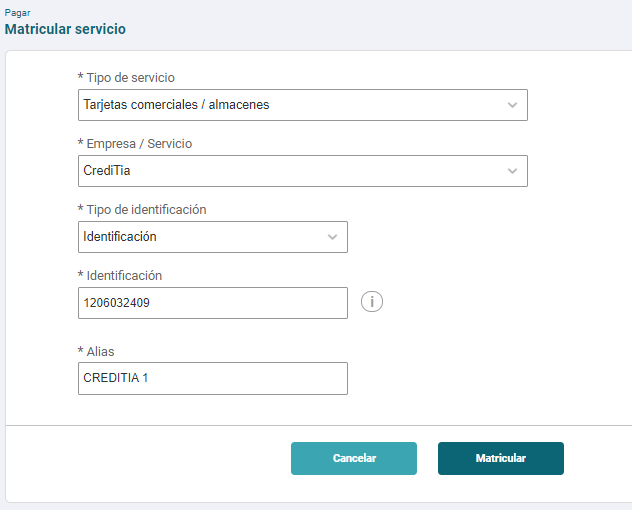 Pagar
Matricular servicio
* Tipo de servicio
Tarjetas comerciales / almacenes
* Empresa / Servicio
CrediTia
* Tipo de identificación
Identificación
* Identificación
1206032409
i
* Alias
CREDITIA 1
Cancelar
Matricular